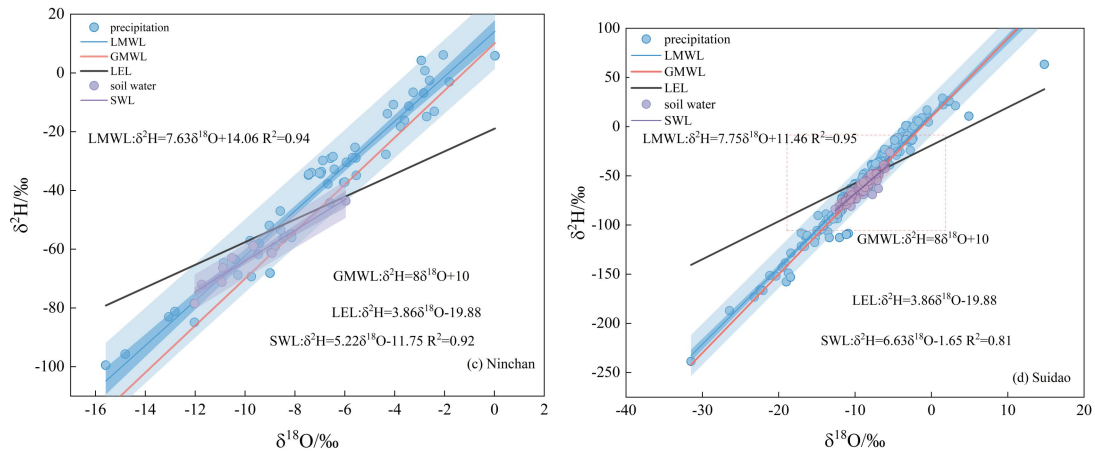 20
0
-20
-40
-60
-80
-100
δ²H/‰
precipitation
LMWL
GMWL
LEL
soil water
SWL
LMWL:δ²H=7.63δ¹⁸O+14.06 R²=0.94
GMWL:δ²H=8δ¹⁸O+10
LEL:δ²H=3.86δ¹⁸O-19.88
SWL:δ²H=5.22δ¹⁸O-11.75 R²=0.92
(c) Ninchan
-16 -14 -12 -10 -8 -6 -4 -2 0 2
δ¹⁸O/‰
100
50
0
-50
-100
-150
-200
-250
δ²H/‰
precipitation
LMWL
GMWL
LEL
soil water
SWL
LMWL:δ²H=7.75δ¹⁸O+11.46 R²=0.95
GMWL:δ²H=8δ¹⁸O+10
LEL:δ²H=3.86δ¹⁸O-19.88
SWL:δ²H=6.63δ¹⁸O-1.65 R²=0.81
(d) Suidao
-40 -30 -20 -10 0 10 20
δ¹⁸O/‰